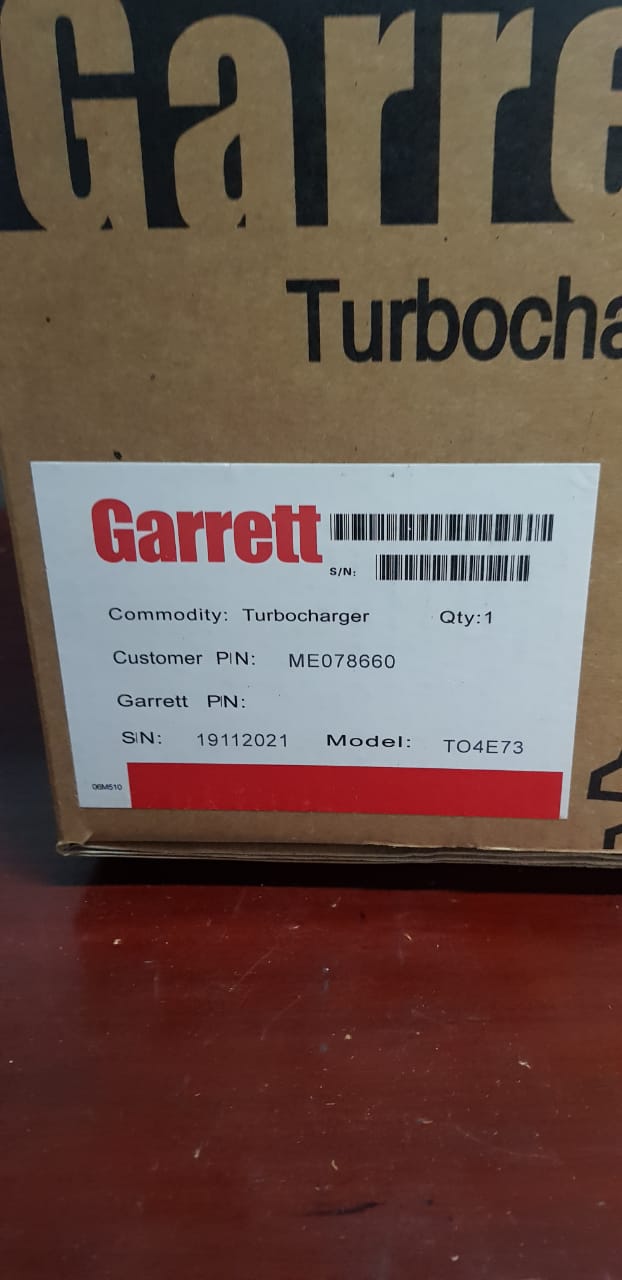 Garre
Turbocha
Garrett
S/N:
Commodity: Turbocharger Qty:1
Customer P/N: ME078660
Garrett P/N:
S/N: 19112021 Model: TO4E73
06M510